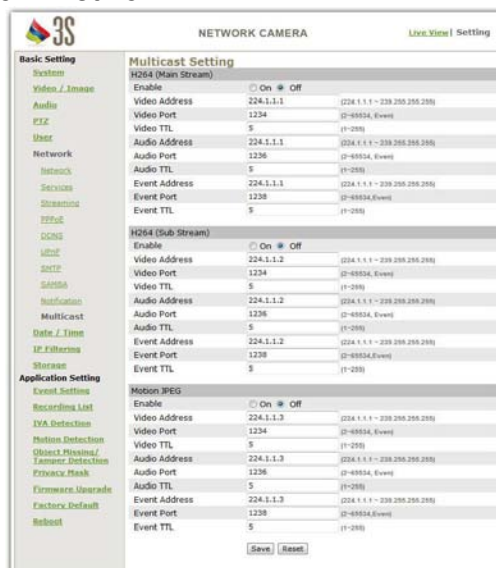 3S
NETWORK CAMERA
Live View | Setting
Basic Setting
System
Video / Image
Audio
PTZ
User
Network
Network
Services
Streaming
PPPoE
DDNS
UPnP
SNTP
SAMBA
Notification
Multicast
Date / Time
IP Filtering
Storage
Application Setting
Event Setting
Recording List
IVA Detection
Motion Detection
Object Missing/
Tamper Detection
Privacy Mask
Firmware Upgrade
Factory Default
Reboot
Multicast Setting
H264 (Main Stream)
Enable On Off
Video Address 224.1.1.1 (224.1.1.1 ~ 239.255.255.255)
Video Port 1234 (2~65534, Even)
Video TTL 5 (1~255)
Audio Address 224.1.1.1 (224.1.1.1 ~ 239.255.255.255)
Audio Port 1236 (2~65534, Even)
Audio TTL 5 (1~255)
Event Address 224.1.1.1 (224.1.1.1 ~ 239.255.255.255)
Event Port 1238 (2~65534,Even)
Event TTL 5 (1~255)
H264 (Sub Stream)
Enable On Off
Video Address 224.1.1.2 (224.1.1.1 ~ 239.255.255.255)
Video Port 1234 (2~65534, Even)
Video TTL 5 (1~255)
Audio Address 224.1.1.2 (224.1.1.1 ~ 239.255.255.255)
Audio Port 1236 (2~65534, Even)
Audio TTL 5 (1~255)
Event Address 224.1.1.2 (224.1.1.1 ~ 239.255.255.255)
Event Port 1238 (2~65534,Even)
Event TTL 5 (1~255)
Motion JPEG
Enable On Off
Video Address 224.1.1.3 (224.1.1.1 ~ 239.255.255.255)
Video Port 1234 (2~65534, Even)
Video TTL 5 (1~255)
Audio Address 224.1.1.3 (224.1.1.1 ~ 239.255.255.255)
Audio Port 1236 (2~65534, Even)
Audio TTL 5 (1~255)
Event Address 224.1.1.3 (224.1.1.1 ~ 239.255.255.255)
Event Port 1238 (2~65534,Even)
Event TTL 5 (1~255)
Save Reset